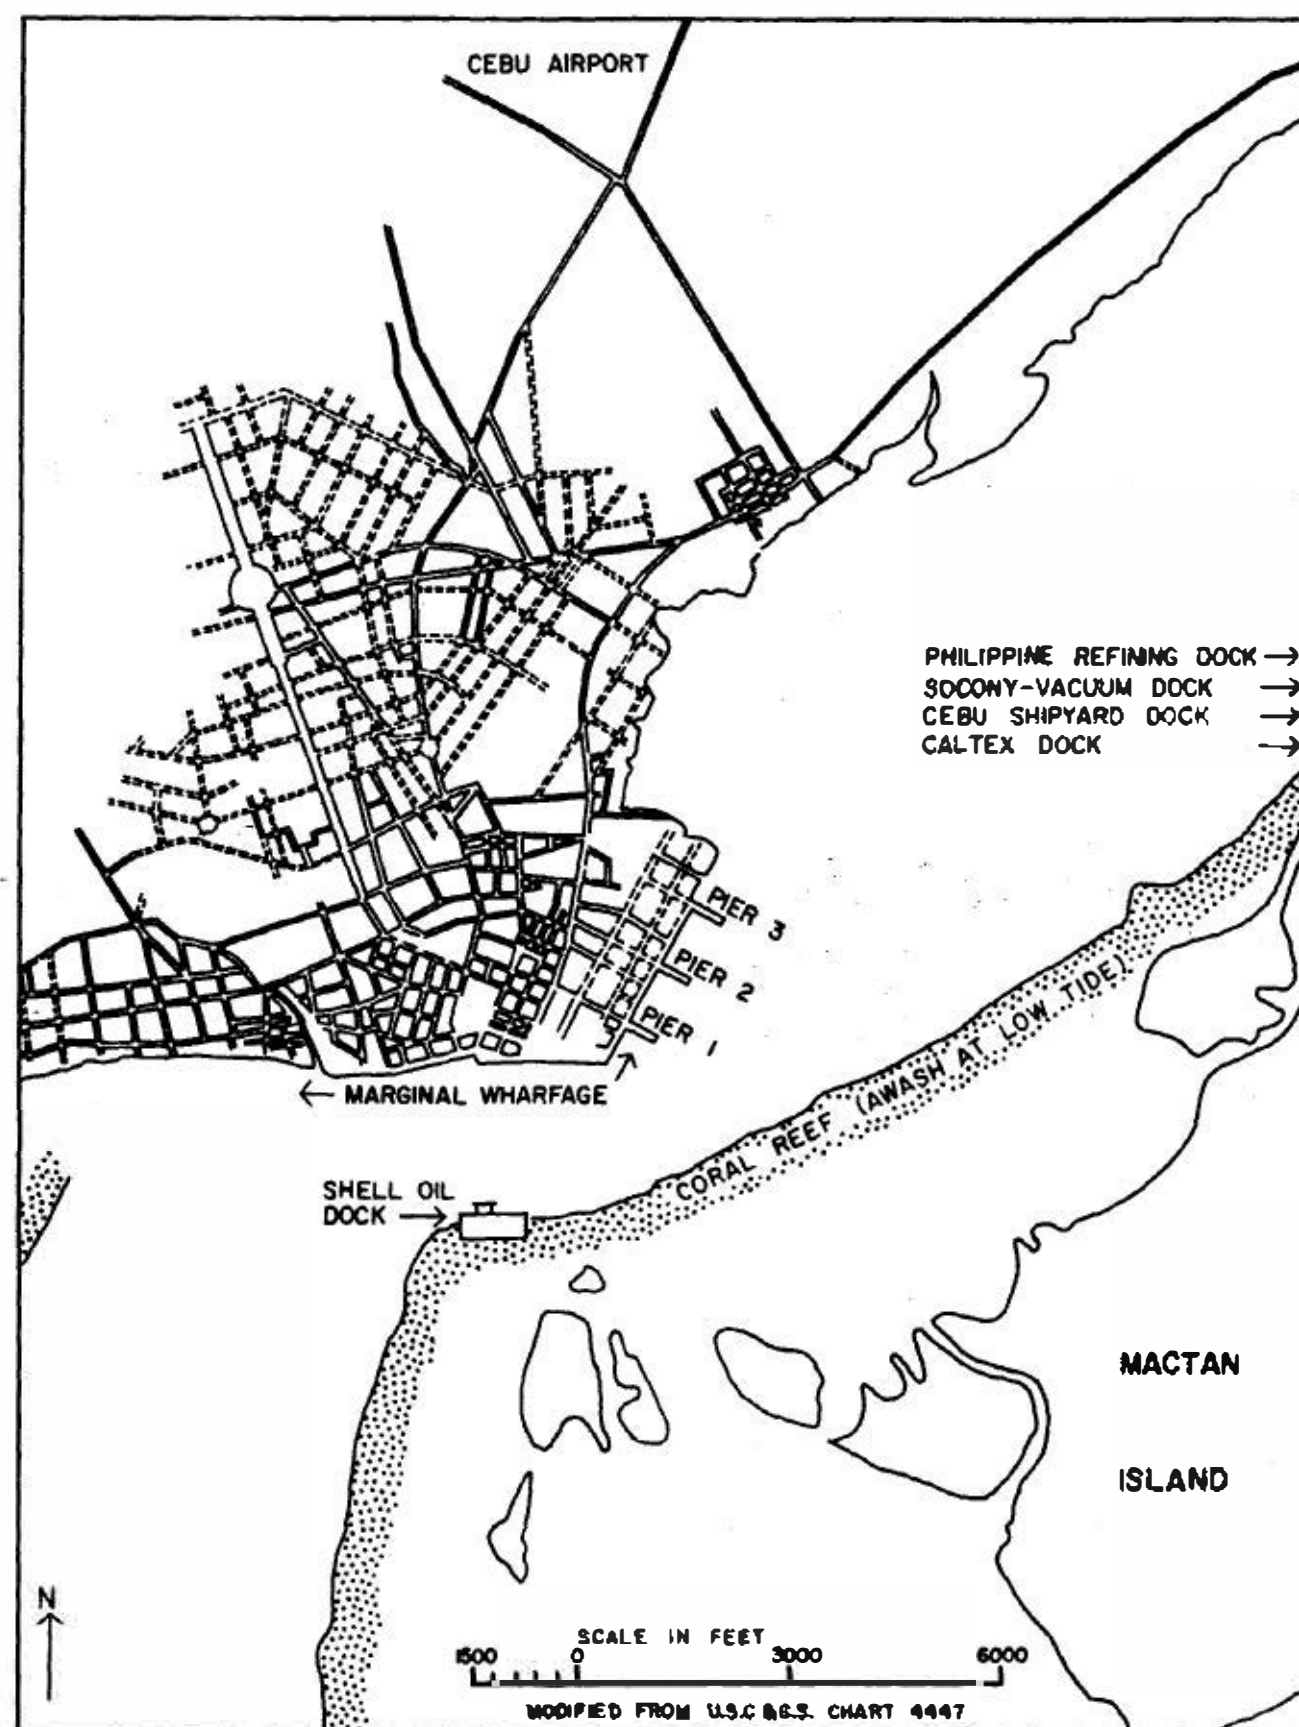 CEBU AIRPORT
PHILIPPINE REFINING DOCK →
SOCONY-VACUUM DOCK →
CEBU SHIPYARD DOCK →
CALTEX DOCK →
PIER 3
PIER 2
PIER 1
← MARGINAL WHARFAGE
CORAL REEF (AWASH AT LOW TIDE)
SHELL OIL
DOCK →
MACTAN
ISLAND
N
SCALE IN FEET
1500 0 3000 6000
MODIFIED FROM U.S.C & G.S. CHART 4447